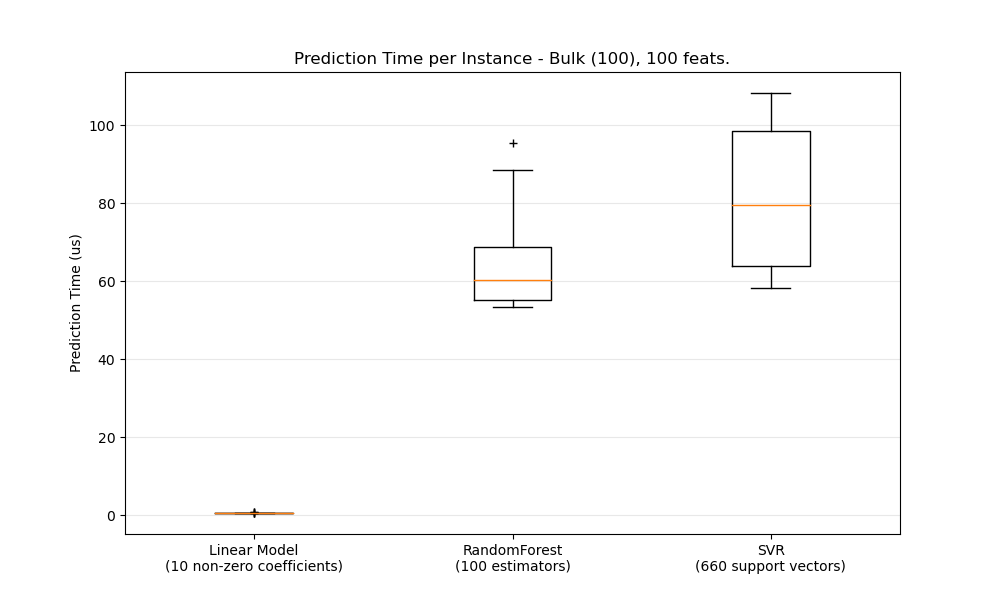 Prediction Time per Instance - Bulk (100), 100 feats.
Prediction Time (us)
100
80
60
40
20
0
Linear Model
(10 non-zero coefficients)
RandomForest
(100 estimators)
SVR
(660 support vectors)